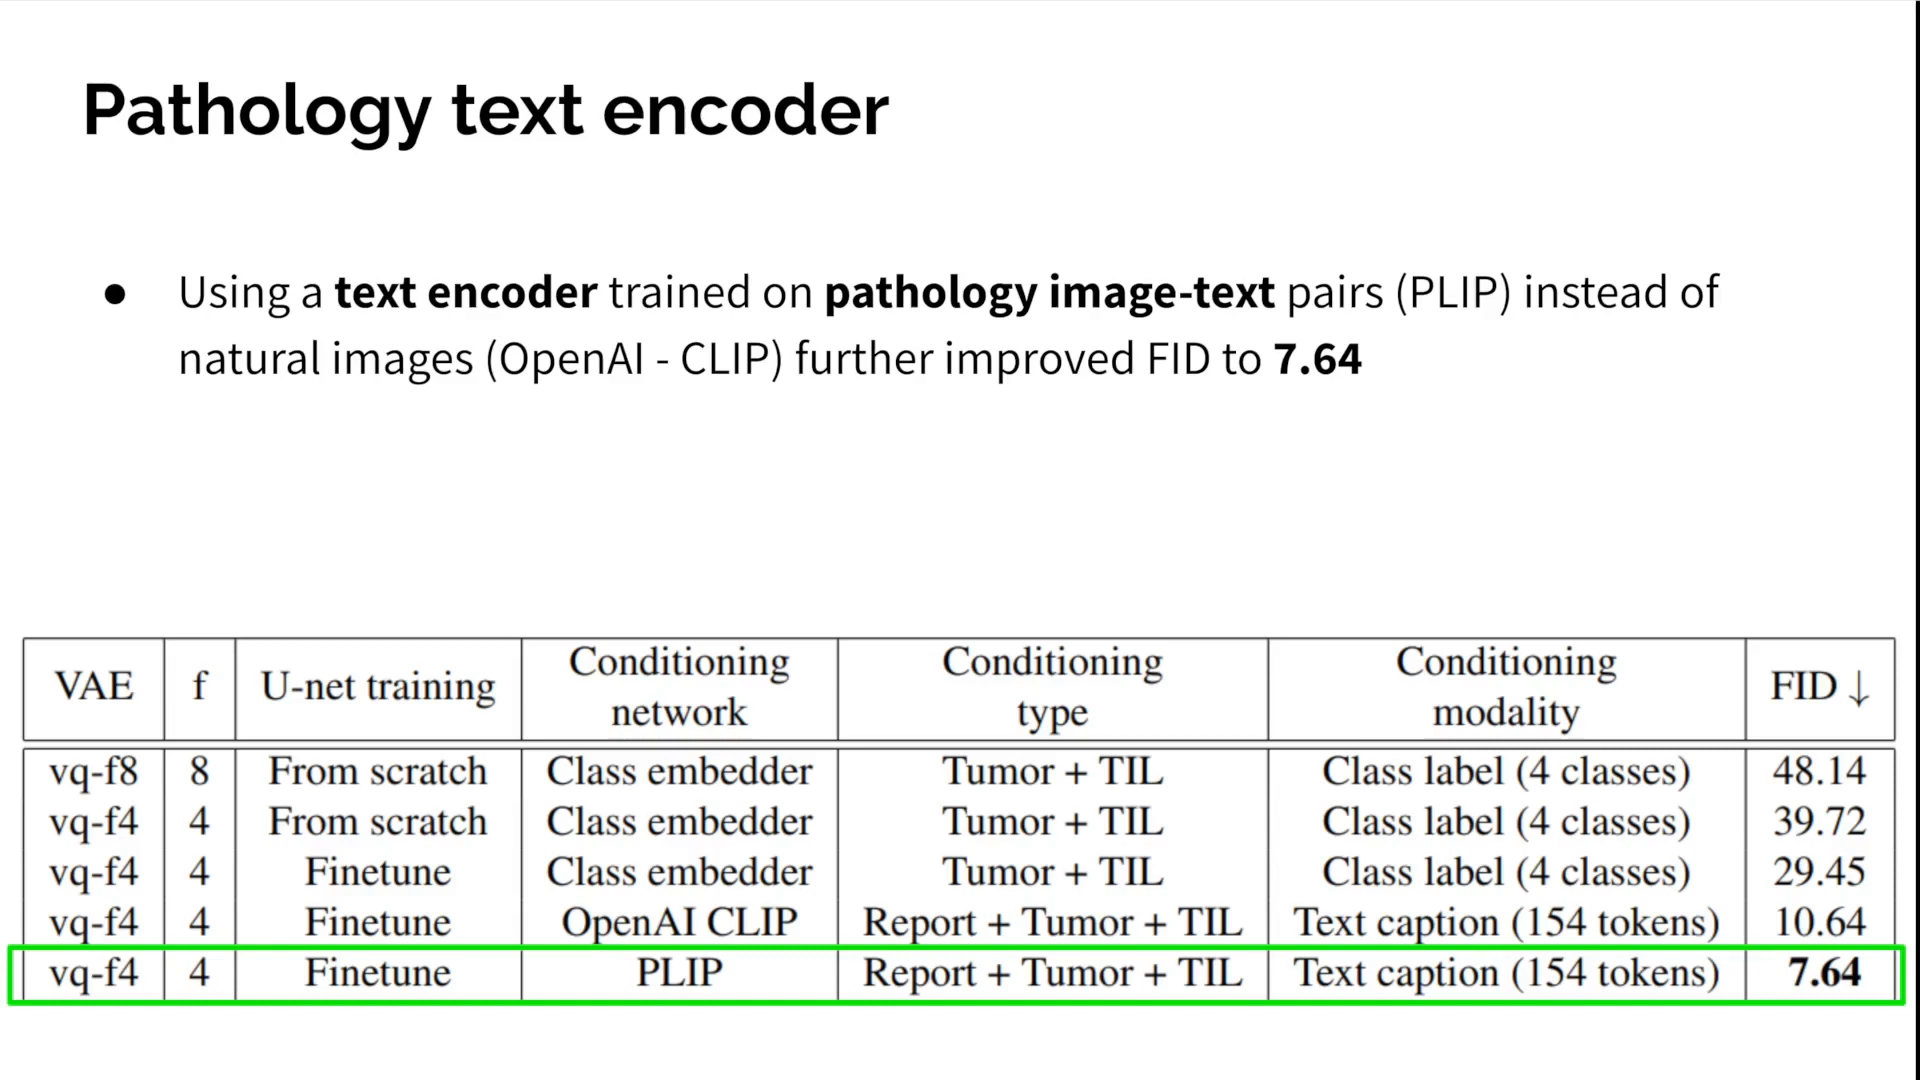 Pathology text encoder
● Using a text encoder trained on pathology image-text pairs (PLIP) instead of
natural images (OpenAI - CLIP) further improved FID to 7.64
VAE f U-net training Conditioning network Conditioning type Conditioning modality FID ↓
vq-f8 8 From scratch Class embedder Tumor + TIL Class label (4 classes) 48.14
vq-f4 4 From scratch Class embedder Tumor + TIL Class label (4 classes) 39.72
vq-f4 4 Finetune Class embedder Tumor + TIL Class label (4 classes) 29.45
vq-f4 4 Finetune OpenAI CLIP Report + Tumor + TIL Text caption (154 tokens) 10.64
vq-f4 4 Finetune PLIP Report + Tumor + TIL Text caption (154 tokens) 7.64